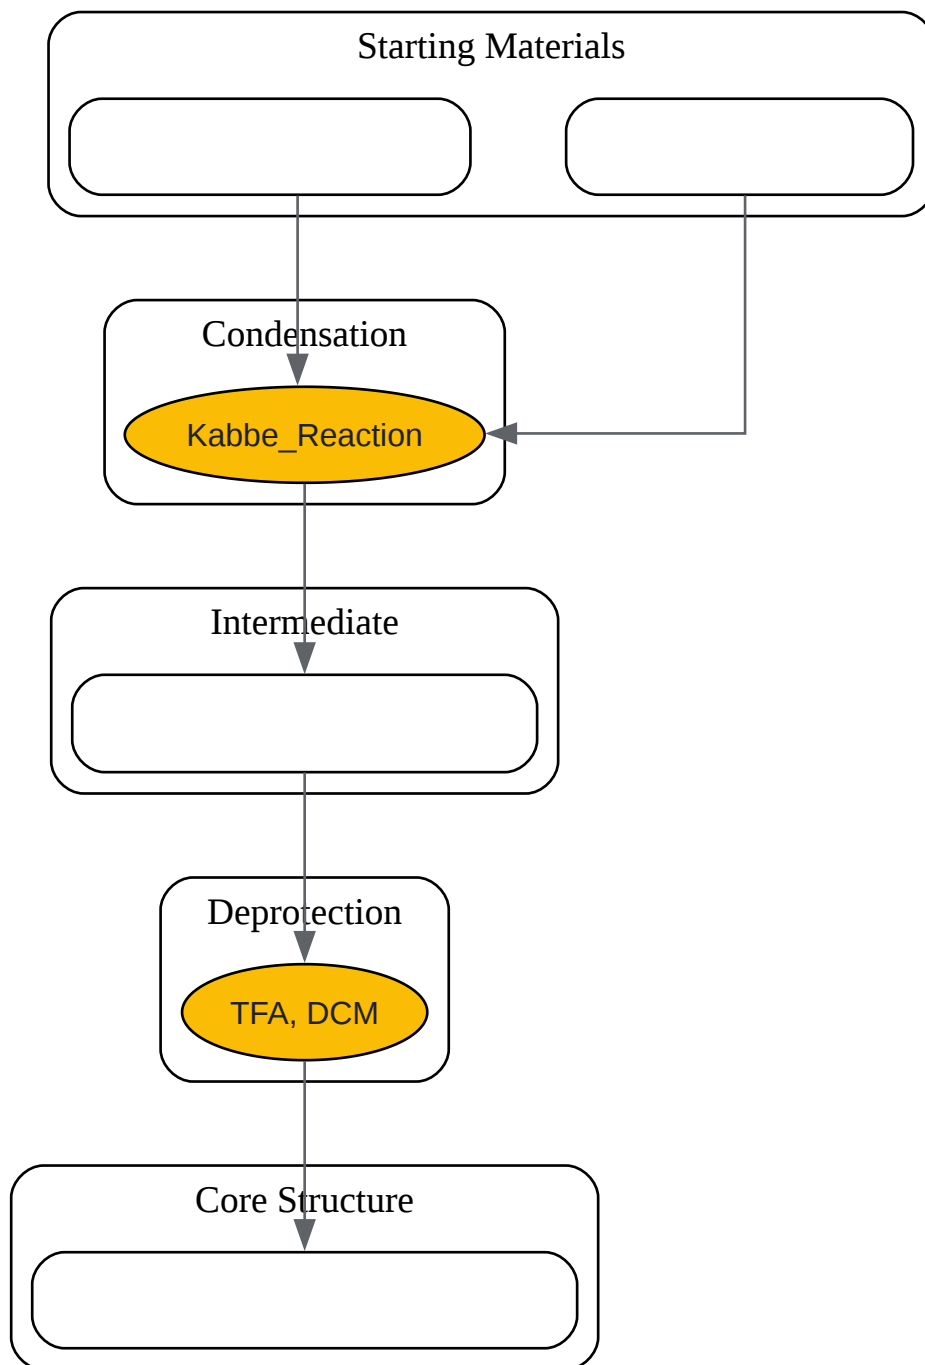 Starting Materials
Condensation
Kabbe_Reaction
Intermediate
Deprotection
TFA, DCM
Core Structure